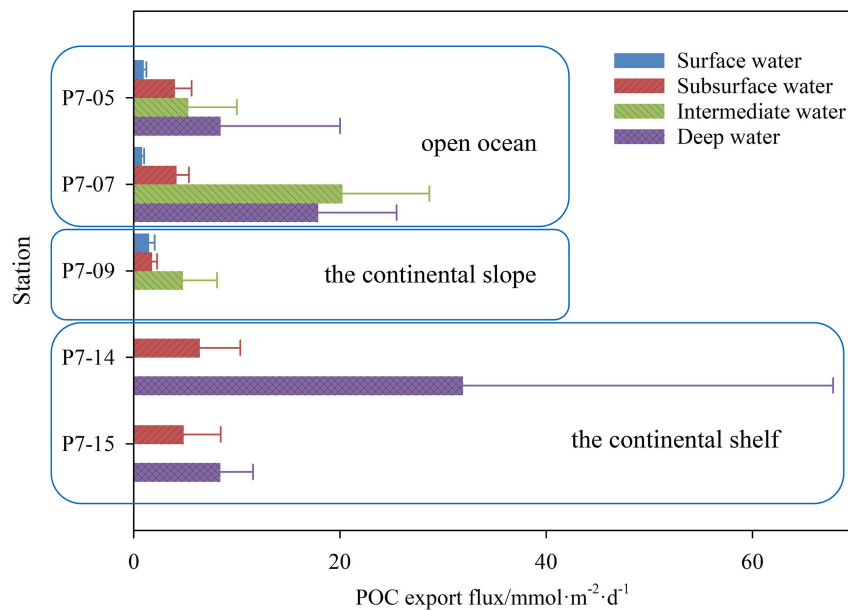 Surface water
Subsurface water
Intermediate water
Deep water
P7-05
open ocean
P7-07
P7-09
the continental slope
P7-14
P7-15
the continental shelf
Station
0 20 40 60
POC export flux/mmol·m⁻²·d⁻¹